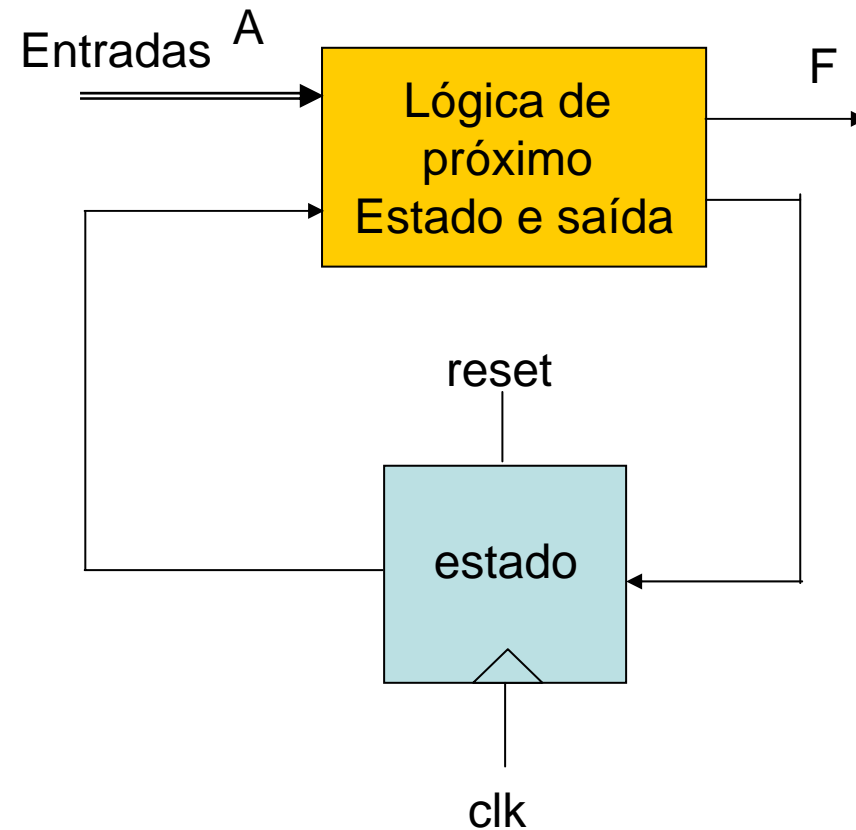 Entradas A
Lógica de
próximo
Estado e saída
F
reset
estado
clk